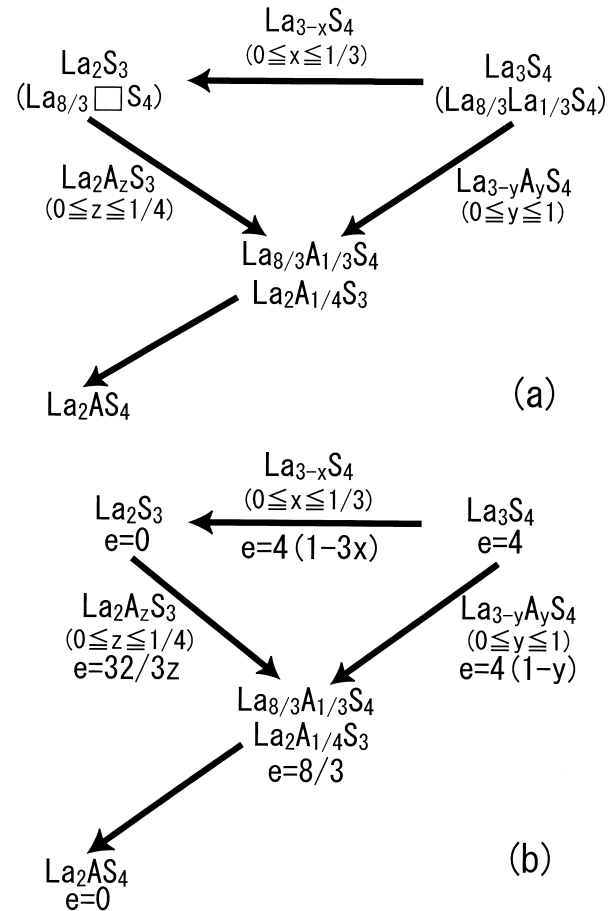 La₃₋ₓS₄
(0≦x≦1/3)
La₂S₃
(La₈/₃□S₄)
La₃S₄
(La₈/₃La₁/₃S₄)
La₂A_zS₃
(0≦z≦1/4)
La₃₋yAyS₄
(0≦y≦1)
La₈/₃A₁/₃S₄
La₂A₁/₄S₃
La₂AS₄
(a)
La₃₋ₓS₄
(0≦x≦1/3)
La₂S₃
e=0
e=4(1-3x)
La₃S₄
e=4
La₂A_zS₃
(0≦z≦1/4)
e=32/3z
La₃₋yAyS₄
(0≦y≦1)
e=4(1-y)
La₈/₃A₁/₃S₄
La₂A₁/₄S₃
e=8/3
La₂AS₄
e=0
(b)